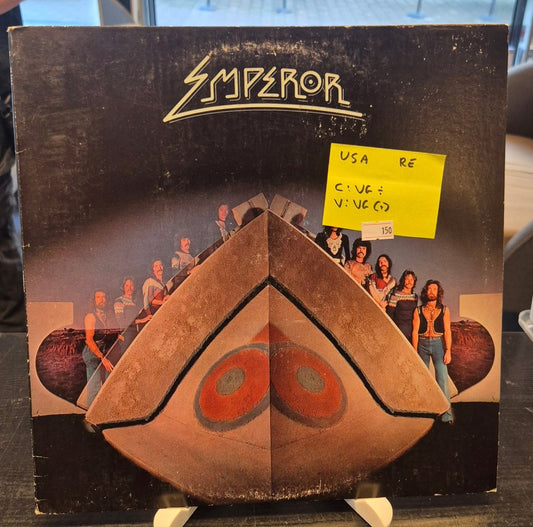 EMPEROR
USA RE
C: VG ÷
V: VG (+)
150